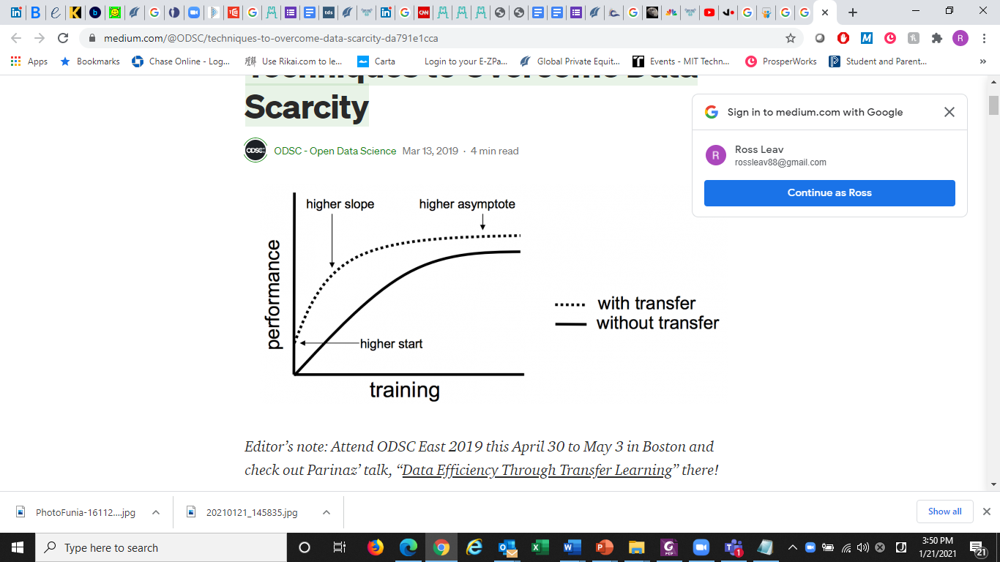 medium.com/@ODSC/techniques-to-overcome-data-scarcity-da791e1cca
Apps
Bookmarks
Chase Online - Log...
Use Rikai.com to le...
Carta
Login to your E-ZPa...
Global Private Equit...
Events - MIT Techn...
ProsperWorks
Student and Parent...
»
Techniques to Overcome Data
Scarcity
ODSC - Open Data Science Mar 13, 2019 · 4 min read
Sign in to medium.com with Google
R
Ross Leav
rossleav88@gmail.com
Continue as Ross
higher slope
higher asymptote
performance
higher start
training
with transfer
without transfer
Editor’s note: Attend ODSC East 2019 this April 30 to May 3 in Boston and
check out Parinaz’ talk, “Data Efficiency Through Transfer Learning” there!
PhotoFunia-16112....jpg
20210121_145835.jpg
Show all
Type here to search
3:50 PM
1/21/2021
21